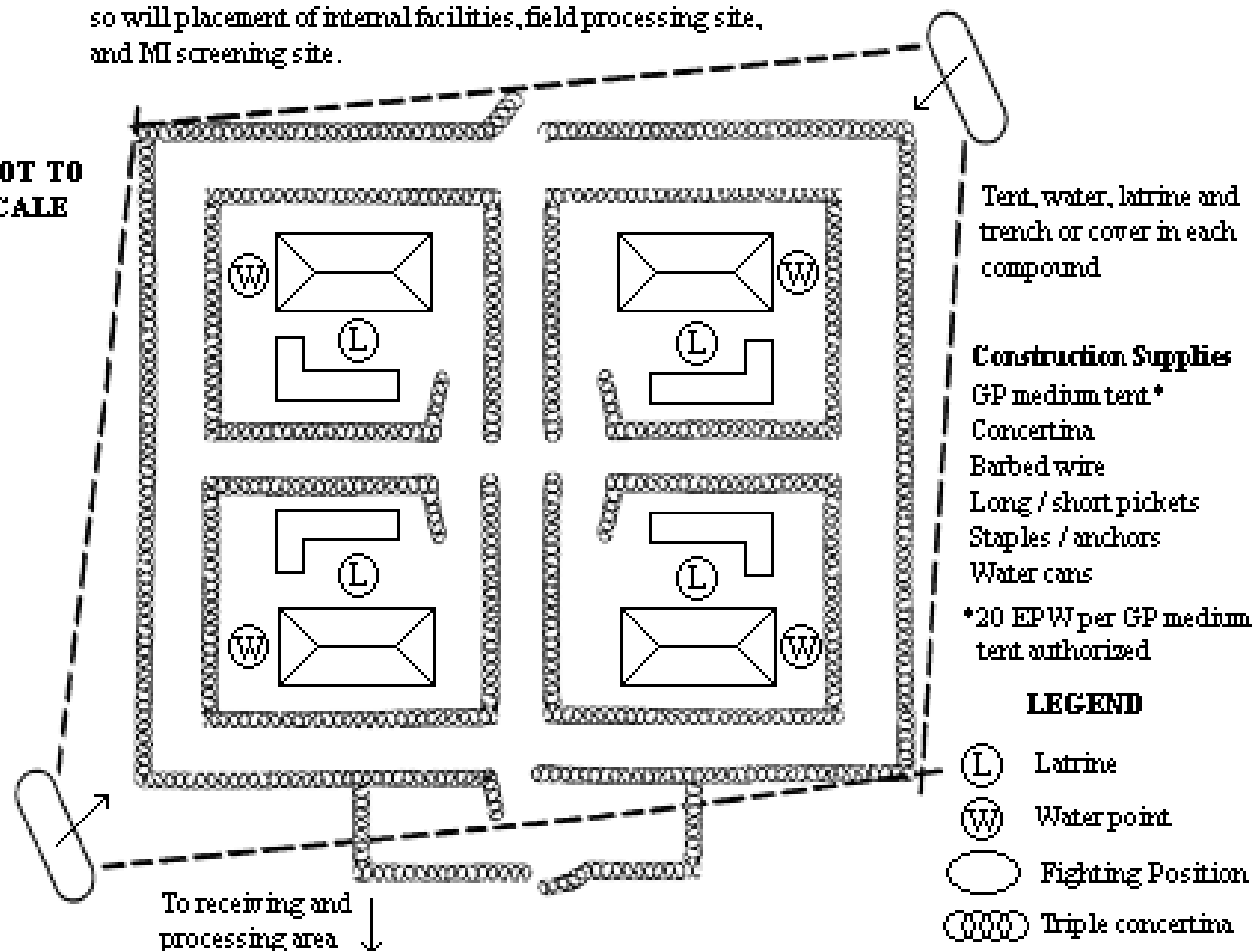 so will placement of internal facilities, field processing site,
and MI screening site.
OT TO
CALE
W
W
L
L
L
L
W
W
Tent, water, latrine and
trench or cover in each
compound
Construction Supplies
GP medium tent*
Concertina
Barbed wire
Long / short pickets
Staples / anchors
Water cans
*20 EPW per GP medium
tent authorized
LEGEND
L Latrine
W Water point
Fighting Position
Triple concertina
To receiving and
processing area